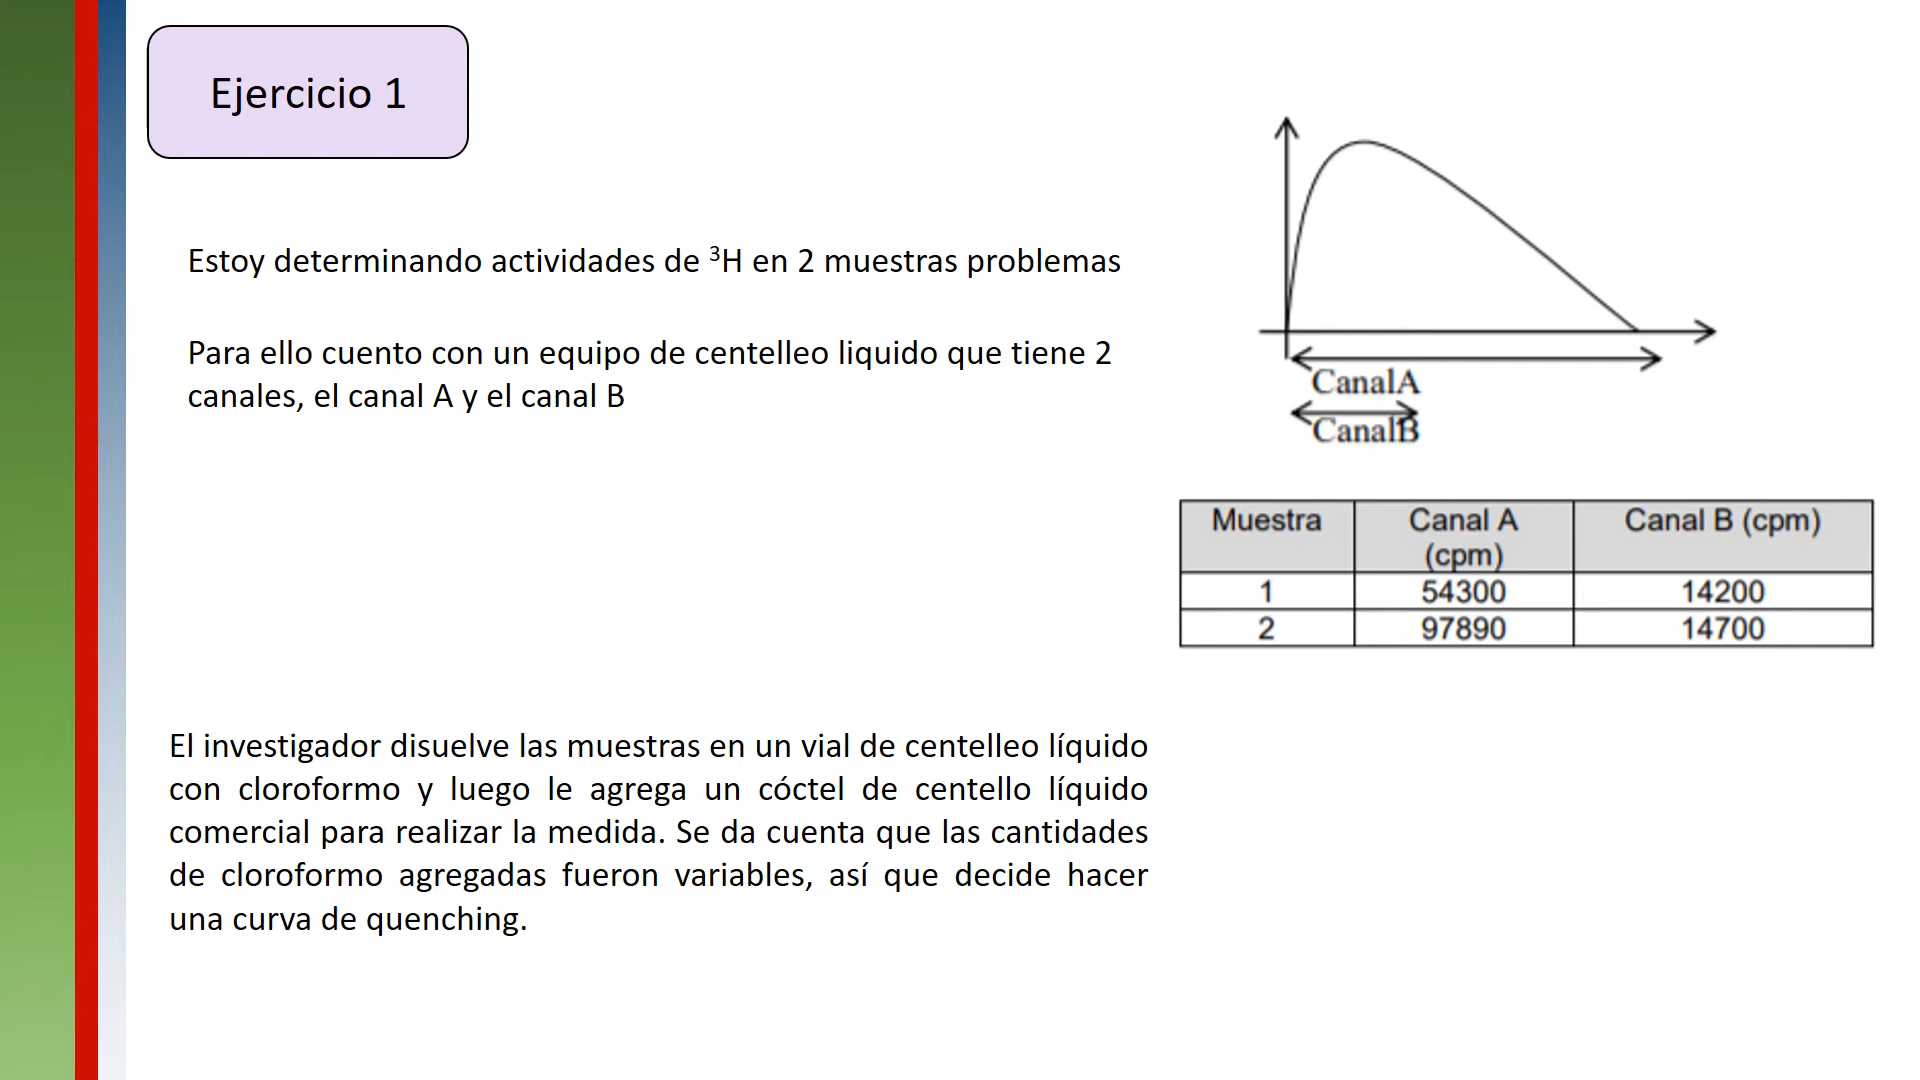 Ejercicio 1
Estoy determinando actividades de ³H en 2 muestras problemas
Para ello cuento con un equipo de centelleo liquido que tiene 2
canales, el canal A y el canal B
CanalA
CanalB
Muestra Canal A (cpm) Canal B (cpm)
1 54300 14200
2 97890 14700
El investigador disuelve las muestras en un vial de centelleo líquido
con cloroformo y luego le agrega un cóctel de centello líquido
comercial para realizar la medida. Se da cuenta que las cantidades
de cloroformo agregadas fueron variables, así que decide hacer
una curva de quenching.